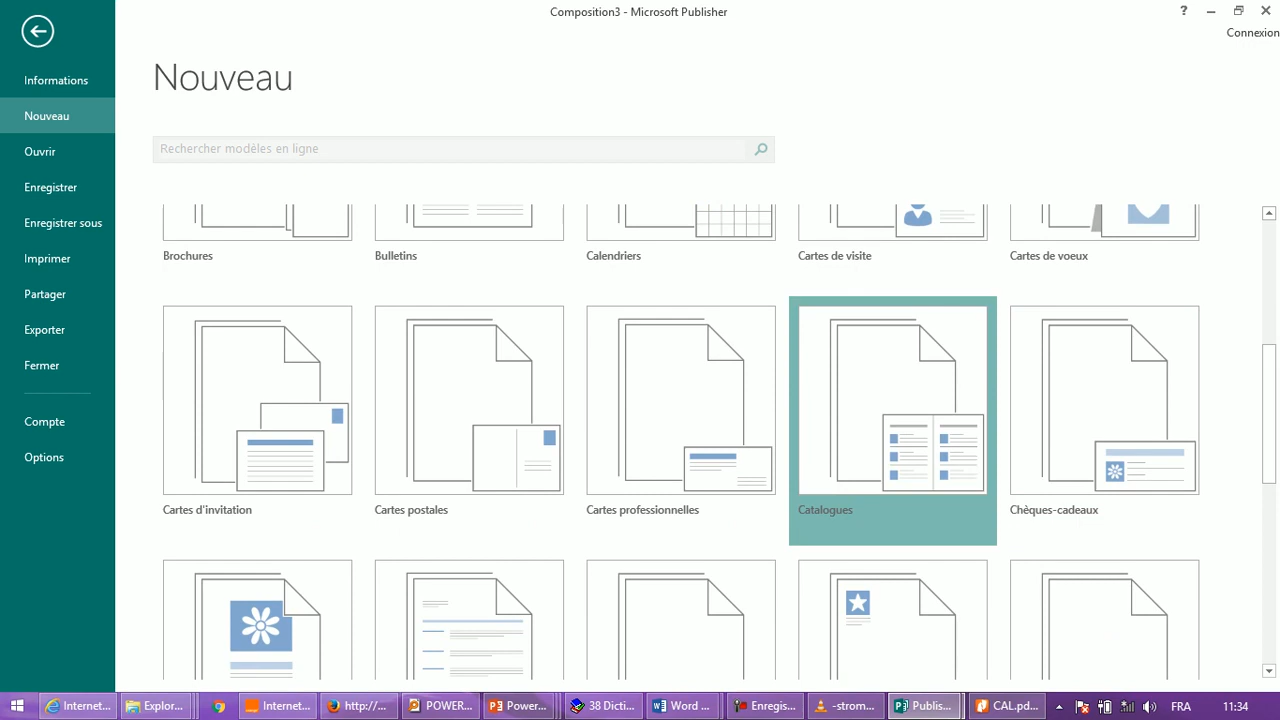 Composition3 - Microsoft Publisher
?
Connexion
Informations
Nouveau
Ouvrir
Enregistrer
Enregistrer sous
Imprimer
Partager
Exporter
Fermer
Compte
Options
Nouveau
Rechercher modèles en ligne
Brochures
Bulletins
Calendriers
Cartes de visite
Cartes de voeux
Cartes d'invitation
Cartes postales
Cartes professionnelles
Catalogues
Chèques-cadeaux
Internet...
Explor...
Internet...
http://...
POWER...
Power...
38 Dicti...
Word ...
Enregis...
-strom...
Publis...
CAL.pd...
FRA
11:34